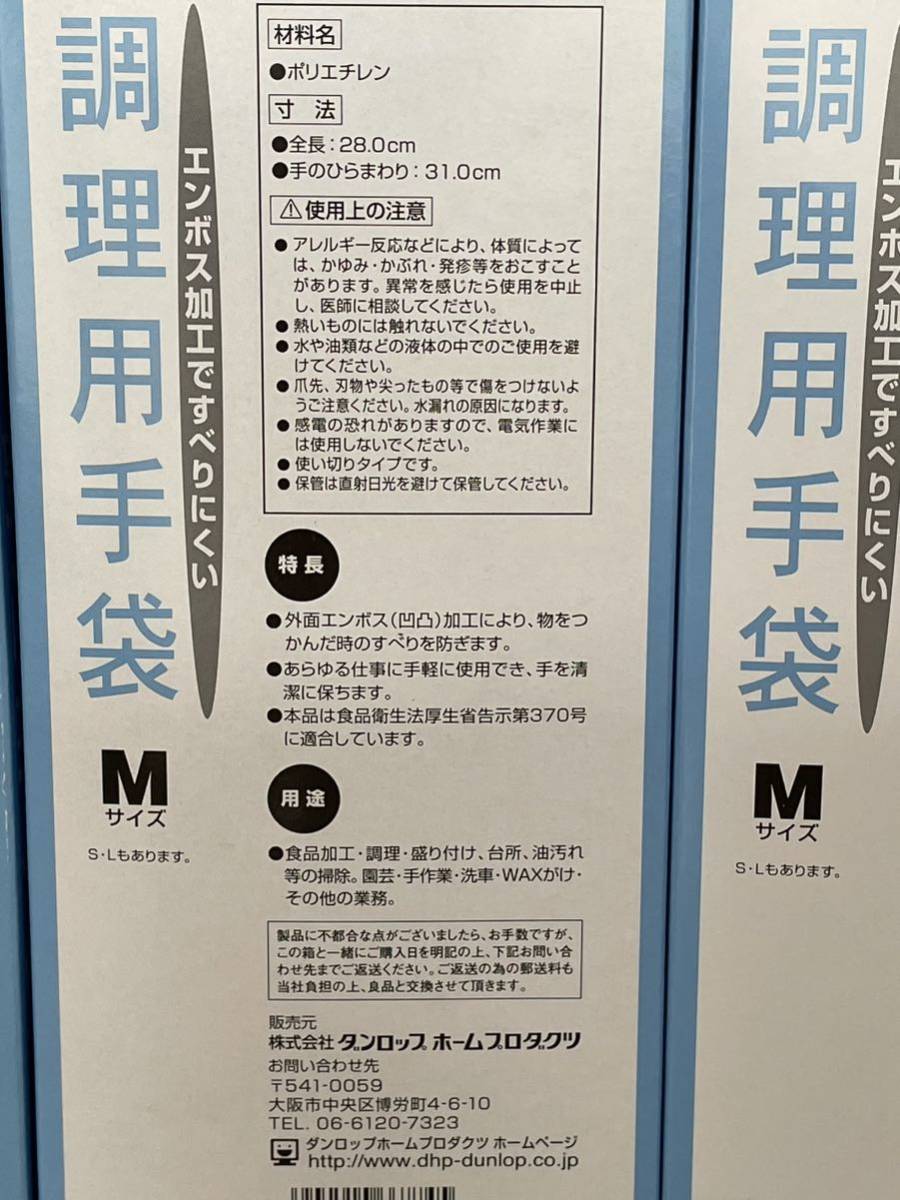 調理用手袋
エンボス加工ですべりにくい
M
サイズ
S・Lもあります。
材料名
●ポリエチレン
寸 法
●全長：28.0cm
●手のひらまわり：31.0cm
⚠使用上の注意
●アレルギー反応などにより、体質によって
は、かゆみ・かぶれ・発疹等をおこすこと
があります。異常を感じたら使用を中止
し、医師に相談してください。
●熱いものには触れないでください。
●水や油類などの液体の中でのご使用を避
けてください。
●爪先、刃物や尖ったもの等で傷をつけないよ
うご注意ください。水漏れの原因になります。
●感電の恐れがありますので、電気作業に
は使用しないでください。
●使い切りタイプです。
●保管は直射日光を避けて保管してください。
特長
●外面エンボス（凹凸）加工により、物をつ
かんだ時のすべりを防ぎます。
●あらゆる仕事に手軽に使用でき、手を清
潔に保ちます。
●本品は食品衛生法厚生省告示第370号
に適合しています。
用途
●食品加工・調理・盛り付け、台所、油汚れ
等の掃除。園芸・手作業・洗車・WAXがけ・
その他の業務。
製品に不都合な点がございましたら、お手数ですが、
この箱と一緒にご購入日を明記の上、下記お問い合
わせ先までご返送ください。ご返送の為の郵送料も
当社負担の上、良品と交換させて頂きます。
販売元
株式会社 ダンロップ ホームプロダクツ
お問い合わせ先
〒541-0059
大阪市中央区博労町4-6-10
TEL. 06-6120-7323
ダンロップホームプロダクツ ホームページ
http://www.dhp-dunlop.co.jp
調理用手袋
エンボス加工ですべりにくい
M
サイズ
S・Lもあります。